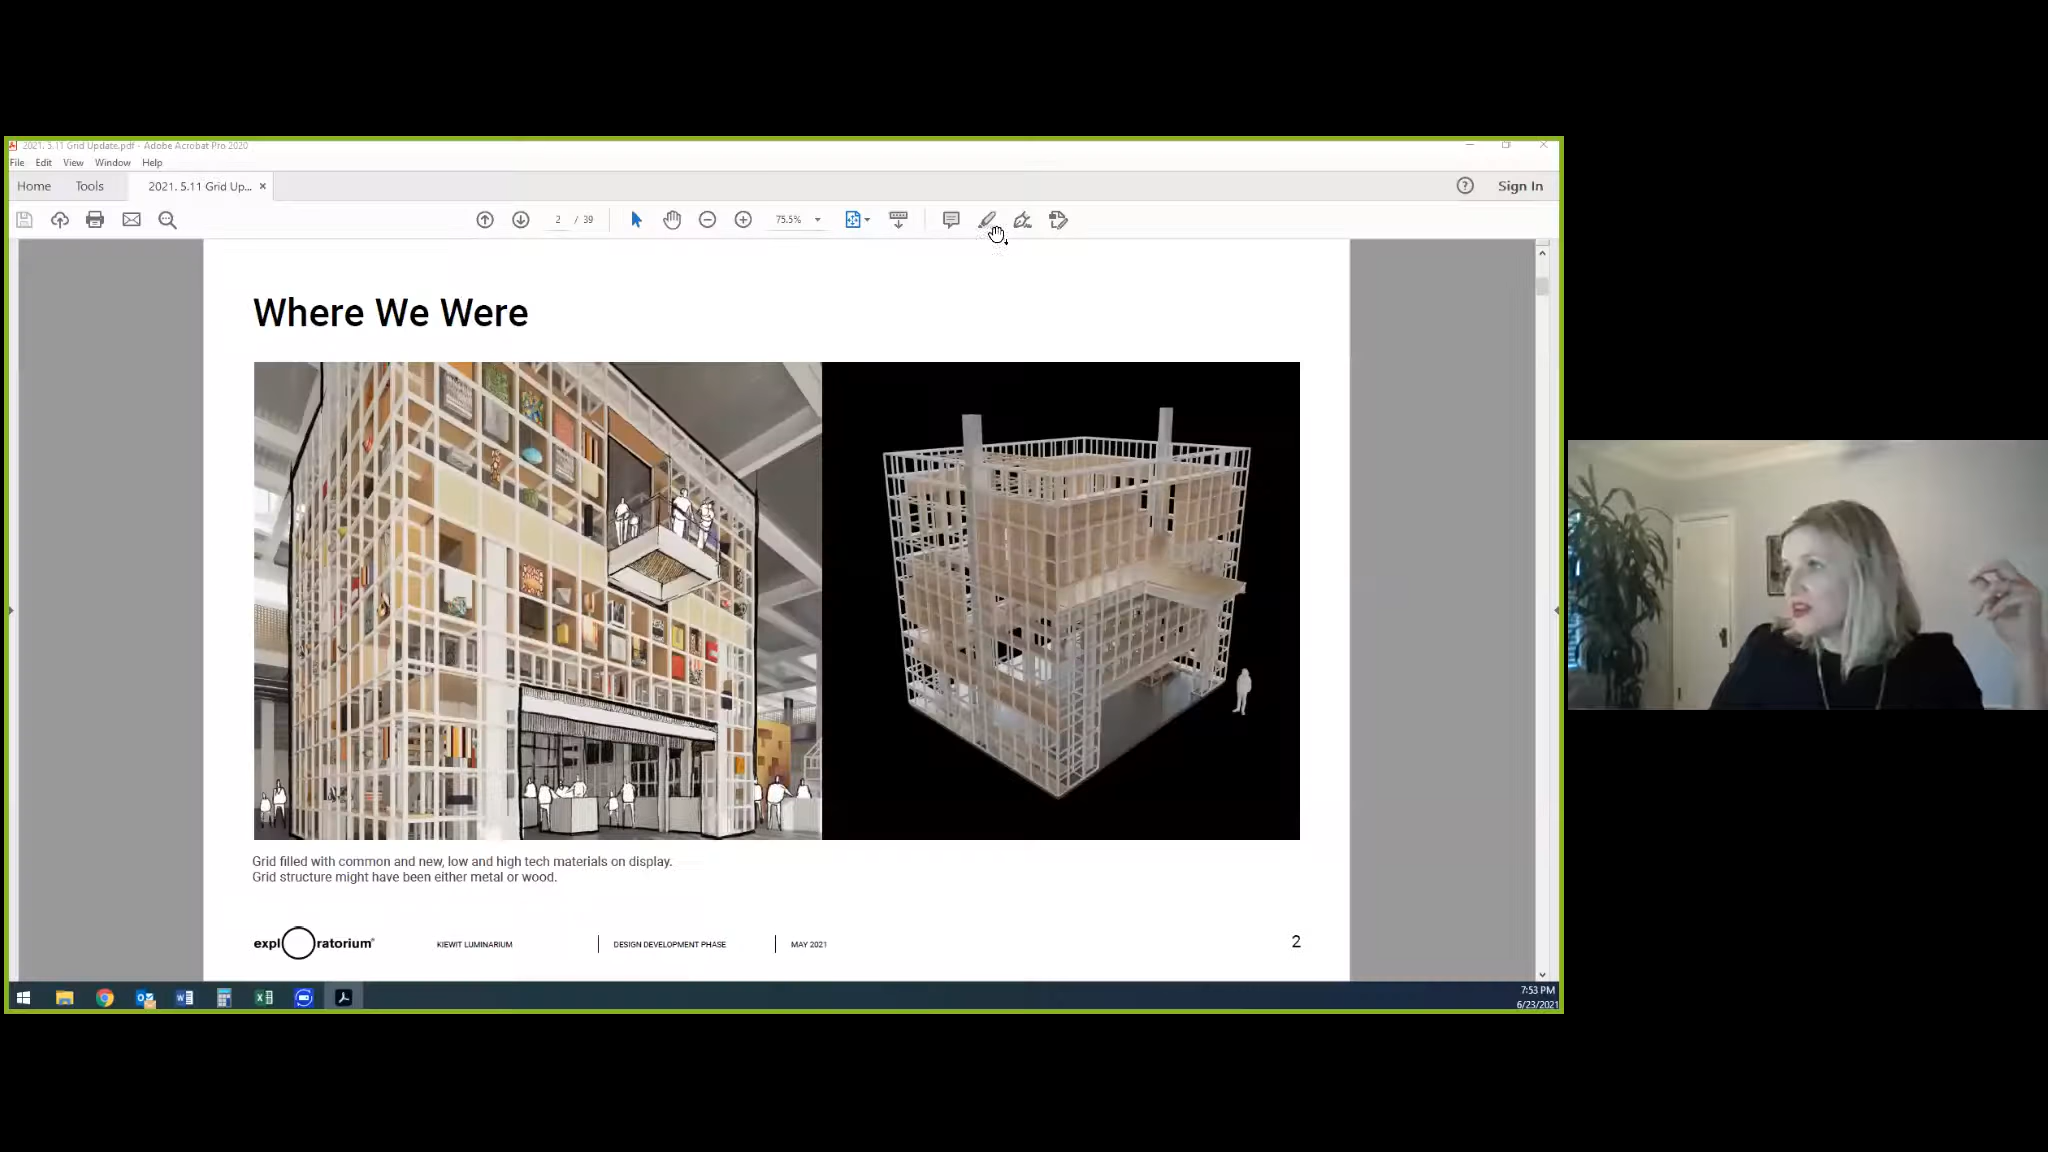 2021. 5.11 Grid Update.pdf - Adobe Acrobat Pro 2020
File Edit View Window Help
Home Tools 2021. 5.11 Grid Up... ×
? Sign In
2 / 39 75.5%
Where We Were
Grid filled with common and new, low and high tech materials on display.
Grid structure might have been either metal or wood.
explOratorium®
KIEWIT LUMINARIUM
DESIGN DEVELOPMENT PHASE
MAY 2021
2
7:53 PM
6/23/2021